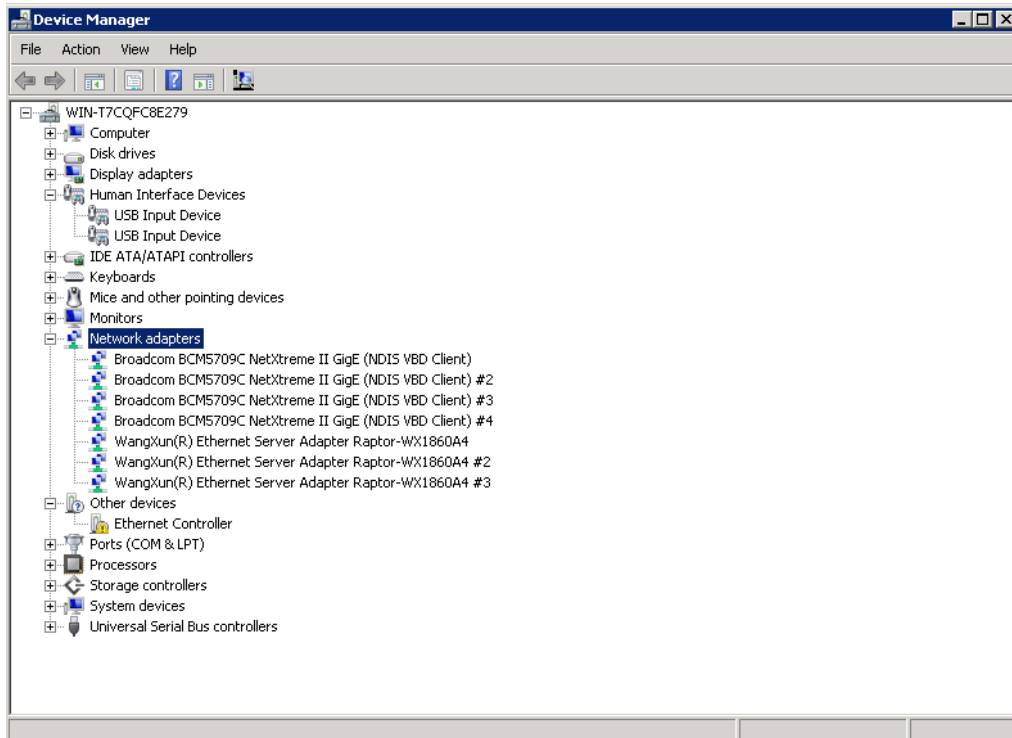 Device Manager
File Action View Help
WIN-T7CQFC8E279
Computer
Disk drives
Display adapters
Human Interface Devices
USB Input Device
USB Input Device
IDE ATA/ATAPI controllers
Keyboards
Mice and other pointing devices
Monitors
Network adapters
Broadcom BCM5709C NetXtreme II GigE (NDIS VBD Client)
Broadcom BCM5709C NetXtreme II GigE (NDIS VBD Client) #2
Broadcom BCM5709C NetXtreme II GigE (NDIS VBD Client) #3
Broadcom BCM5709C NetXtreme II GigE (NDIS VBD Client) #4
WangXun(R) Ethernet Server Adapter Raptor-WX1860A4
WangXun(R) Ethernet Server Adapter Raptor-WX1860A4 #2
WangXun(R) Ethernet Server Adapter Raptor-WX1860A4 #3
Other devices
Ethernet Controller
Ports (COM & LPT)
Processors
Storage controllers
System devices
Universal Serial Bus controllers